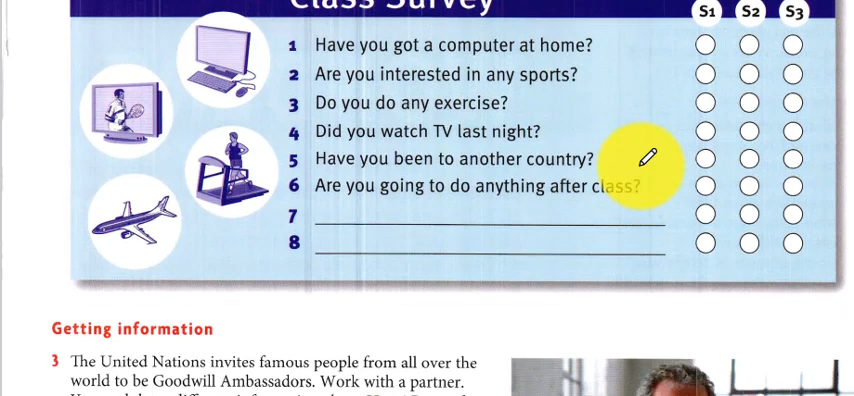 Class Survey
S1 S2 S3
1 Have you got a computer at home?
2 Are you interested in any sports?
3 Do you do any exercise?
4 Did you watch TV last night?
5 Have you been to another country?
6 Are you going to do anything after class?
7
8
Getting information
3 The United Nations invites famous people from all over the
world to be Goodwill Ambassadors. Work with a partner.